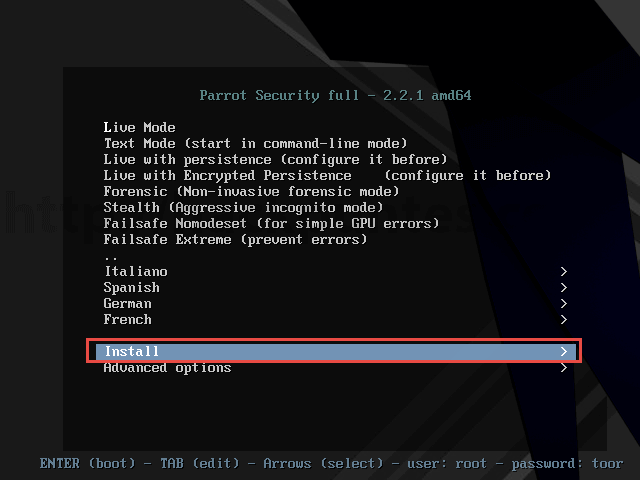 Parrot Security full - 2.2.1 amd64
Live Mode
Text Mode (start in command-line mode)
Live with persistence (configure it before)
Live with Encrypted Persistence    (configure it before)
Forensic (Non-invasive forensic mode)
Stealth (Aggressive incognito mode)
Failsafe Nomodeset (for simple GPU errors)
Failsafe Extreme (prevent errors)
..
Italiano >
Spanish >
German >
French >
Install >
Advanced options >
ENTER (boot) - TAB (edit) - Arrows (select) - user: root - password: toor